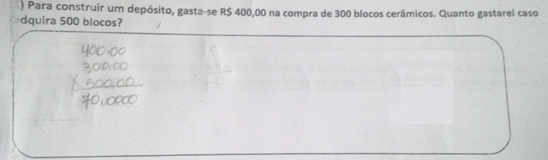 ) Para construir um depósito, gasta-se R$ 400,00 na compra de 300 blocos cerâmicos. Quanto gastarei caso
dquira 500 blocos?
400,00
300,00
X 500,00
70,0000